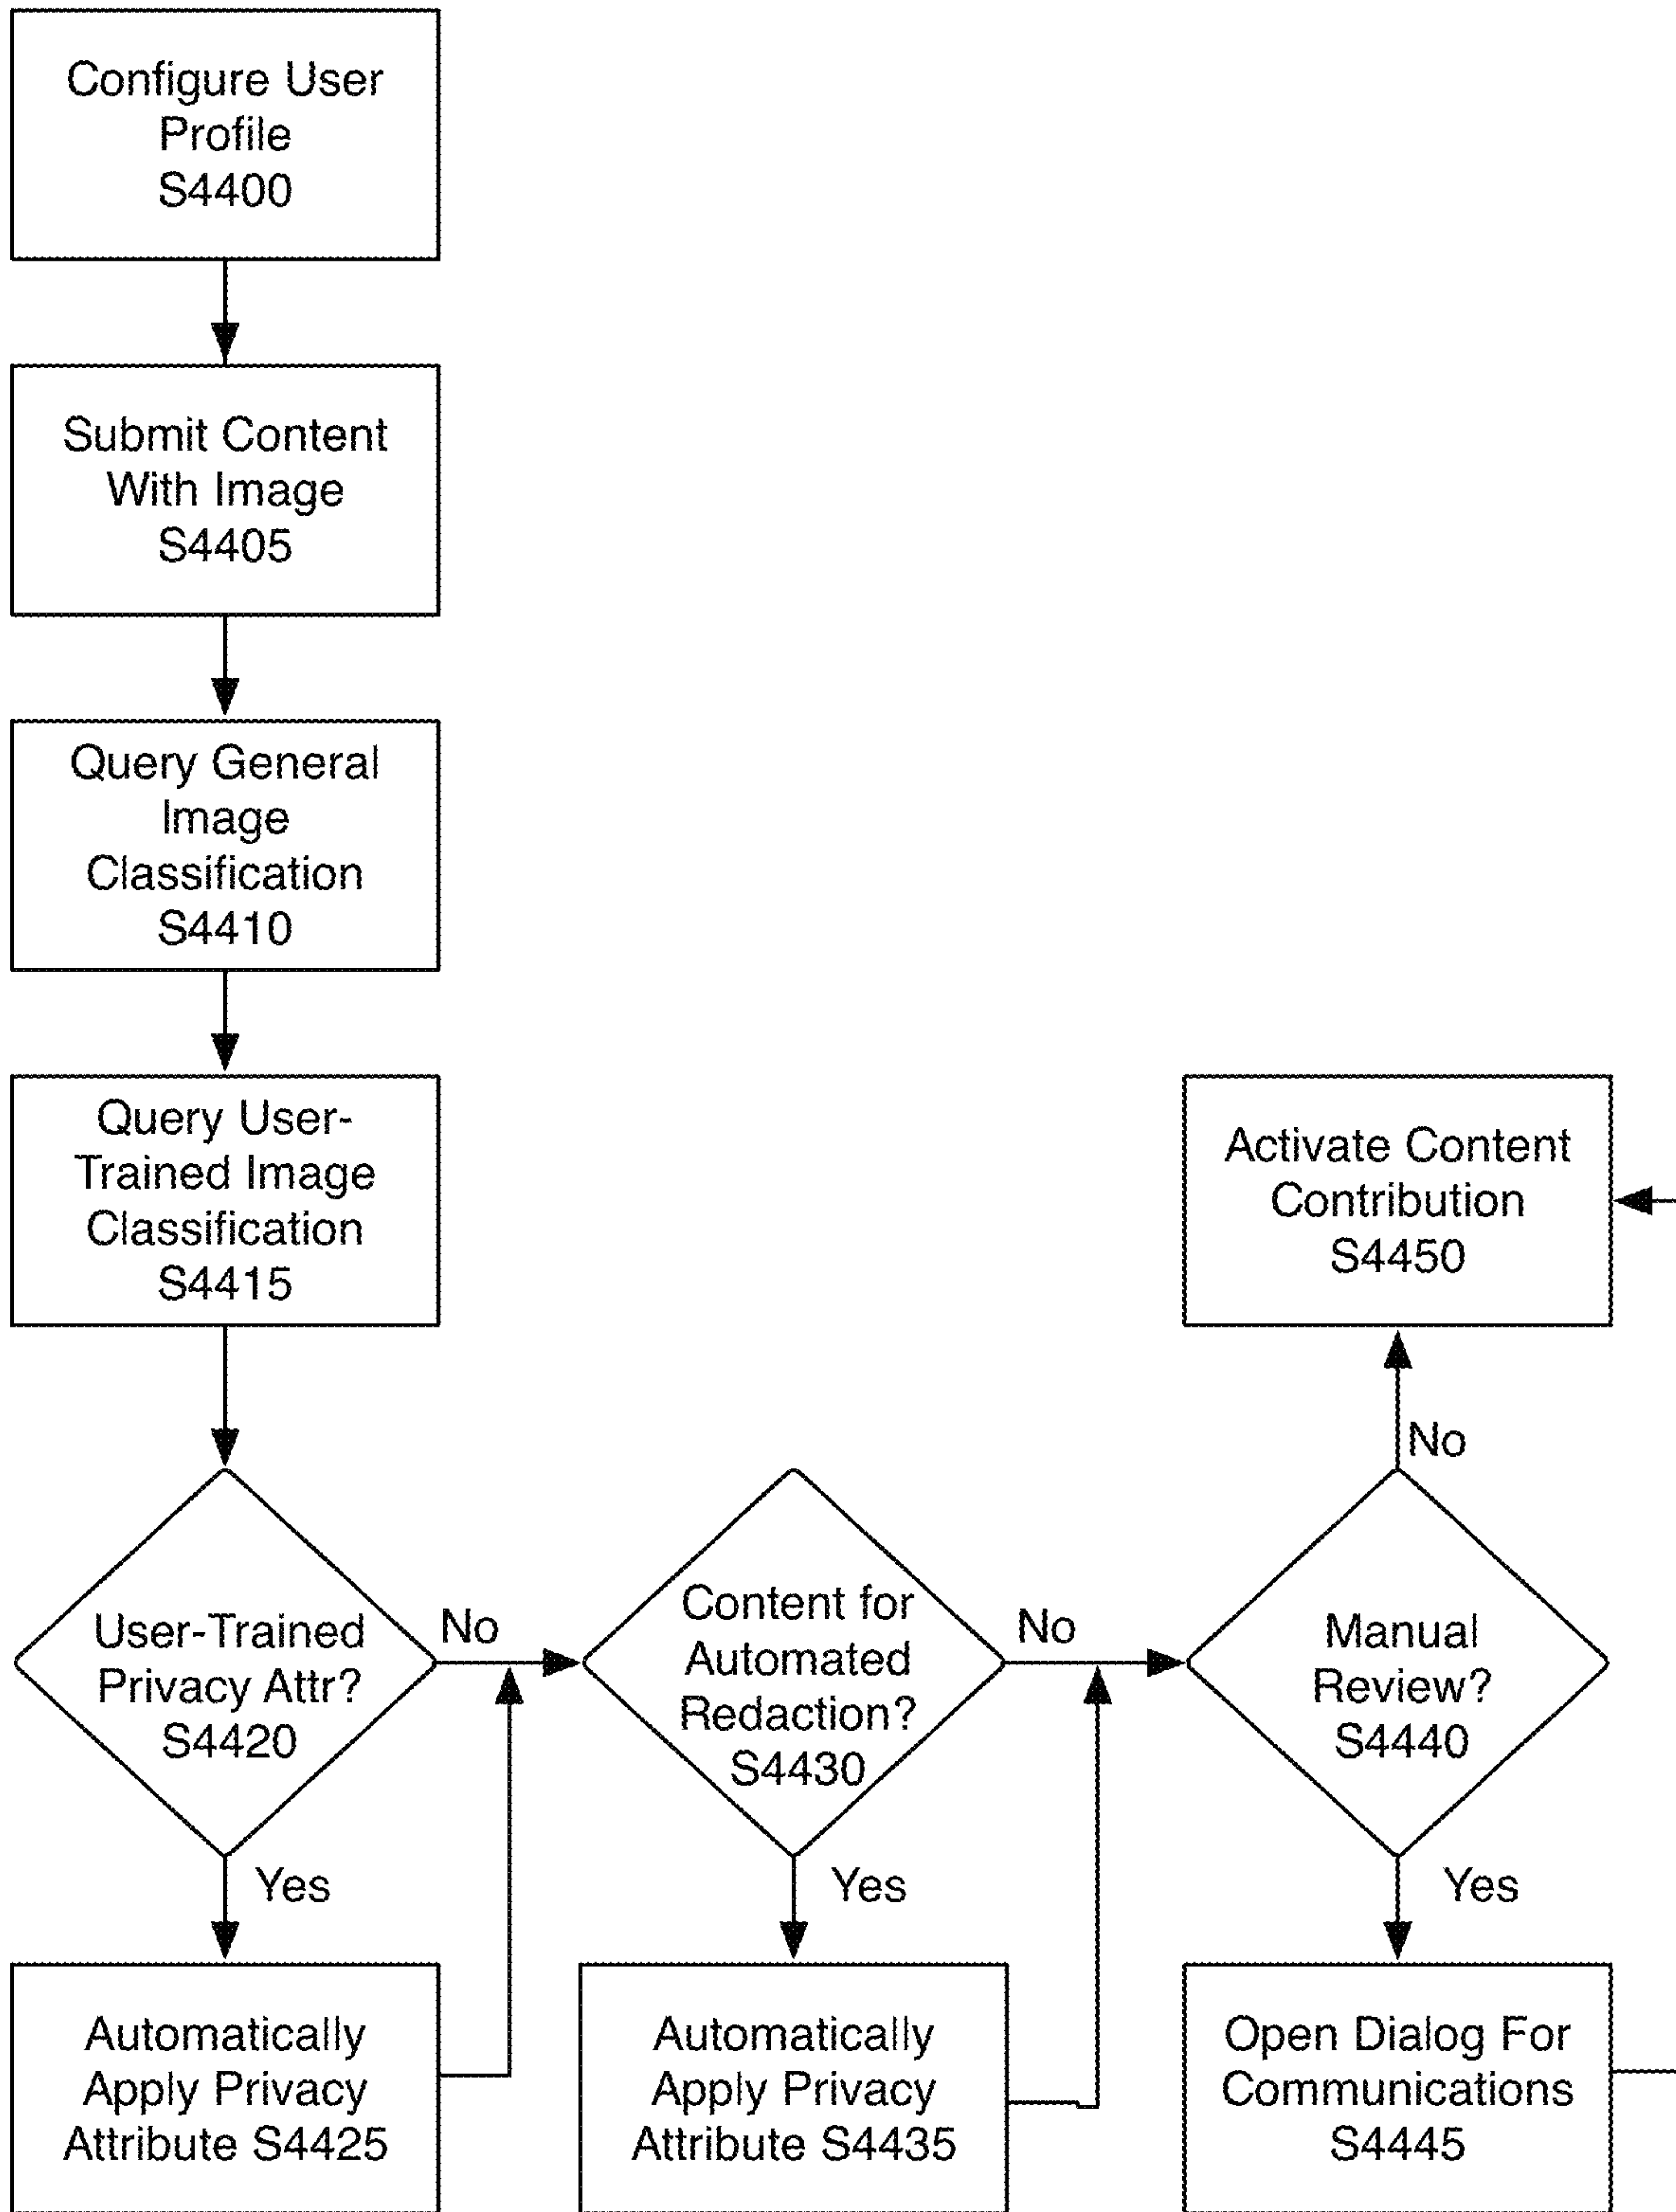 Configure User
Profile
S4400
Submit Content
With Image
S4405
Query General
Image
Classification
S4410
Query User-
Trained Image
Classification
S4415
Activate Content
Contribution
S4450
No
User-Trained
Privacy Attr?
S4420
No
Content for
Automated
Redaction?
S4430
No
Manual
Review?
S4440
Yes
Yes
Yes
Automatically
Apply Privacy
Attribute S4425
Automatically
Apply Privacy
Attribute S4435
Open Dialog For
Communications
S4445